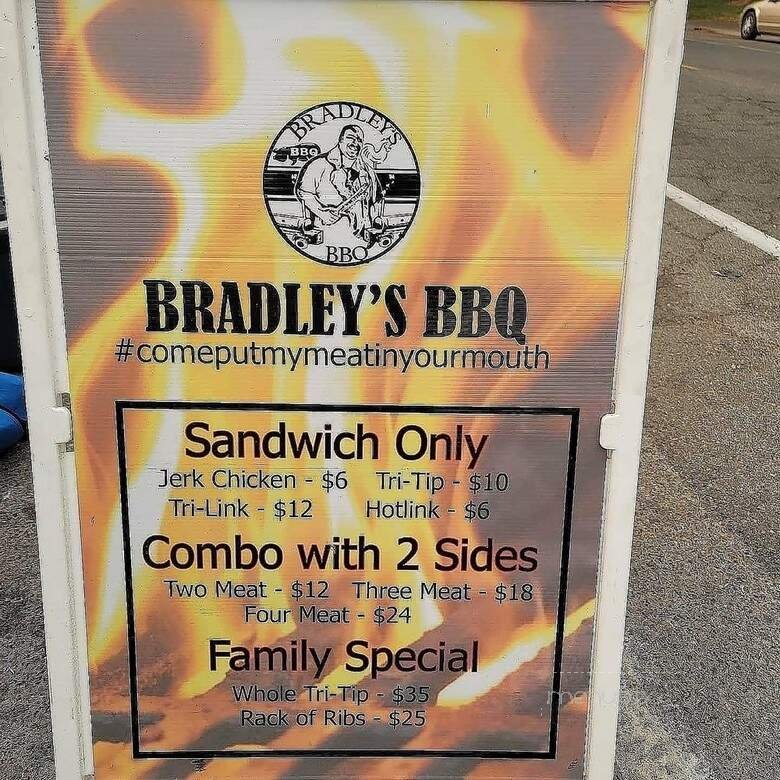 BRADLEY'S
BBQ
BBQ
BRADLEY'S BBQ
#comeputmymeatinyourmouth
Sandwich Only
Jerk Chicken - $6 Tri-Tip - $10
Tri-Link - $12 Hotlink - $6
Combo with 2 Sides
Two Meat - $12 Three Meat - $18
Four Meat - $24
Family Special
Whole Tri-Tip - $35
Rack of Ribs - $25